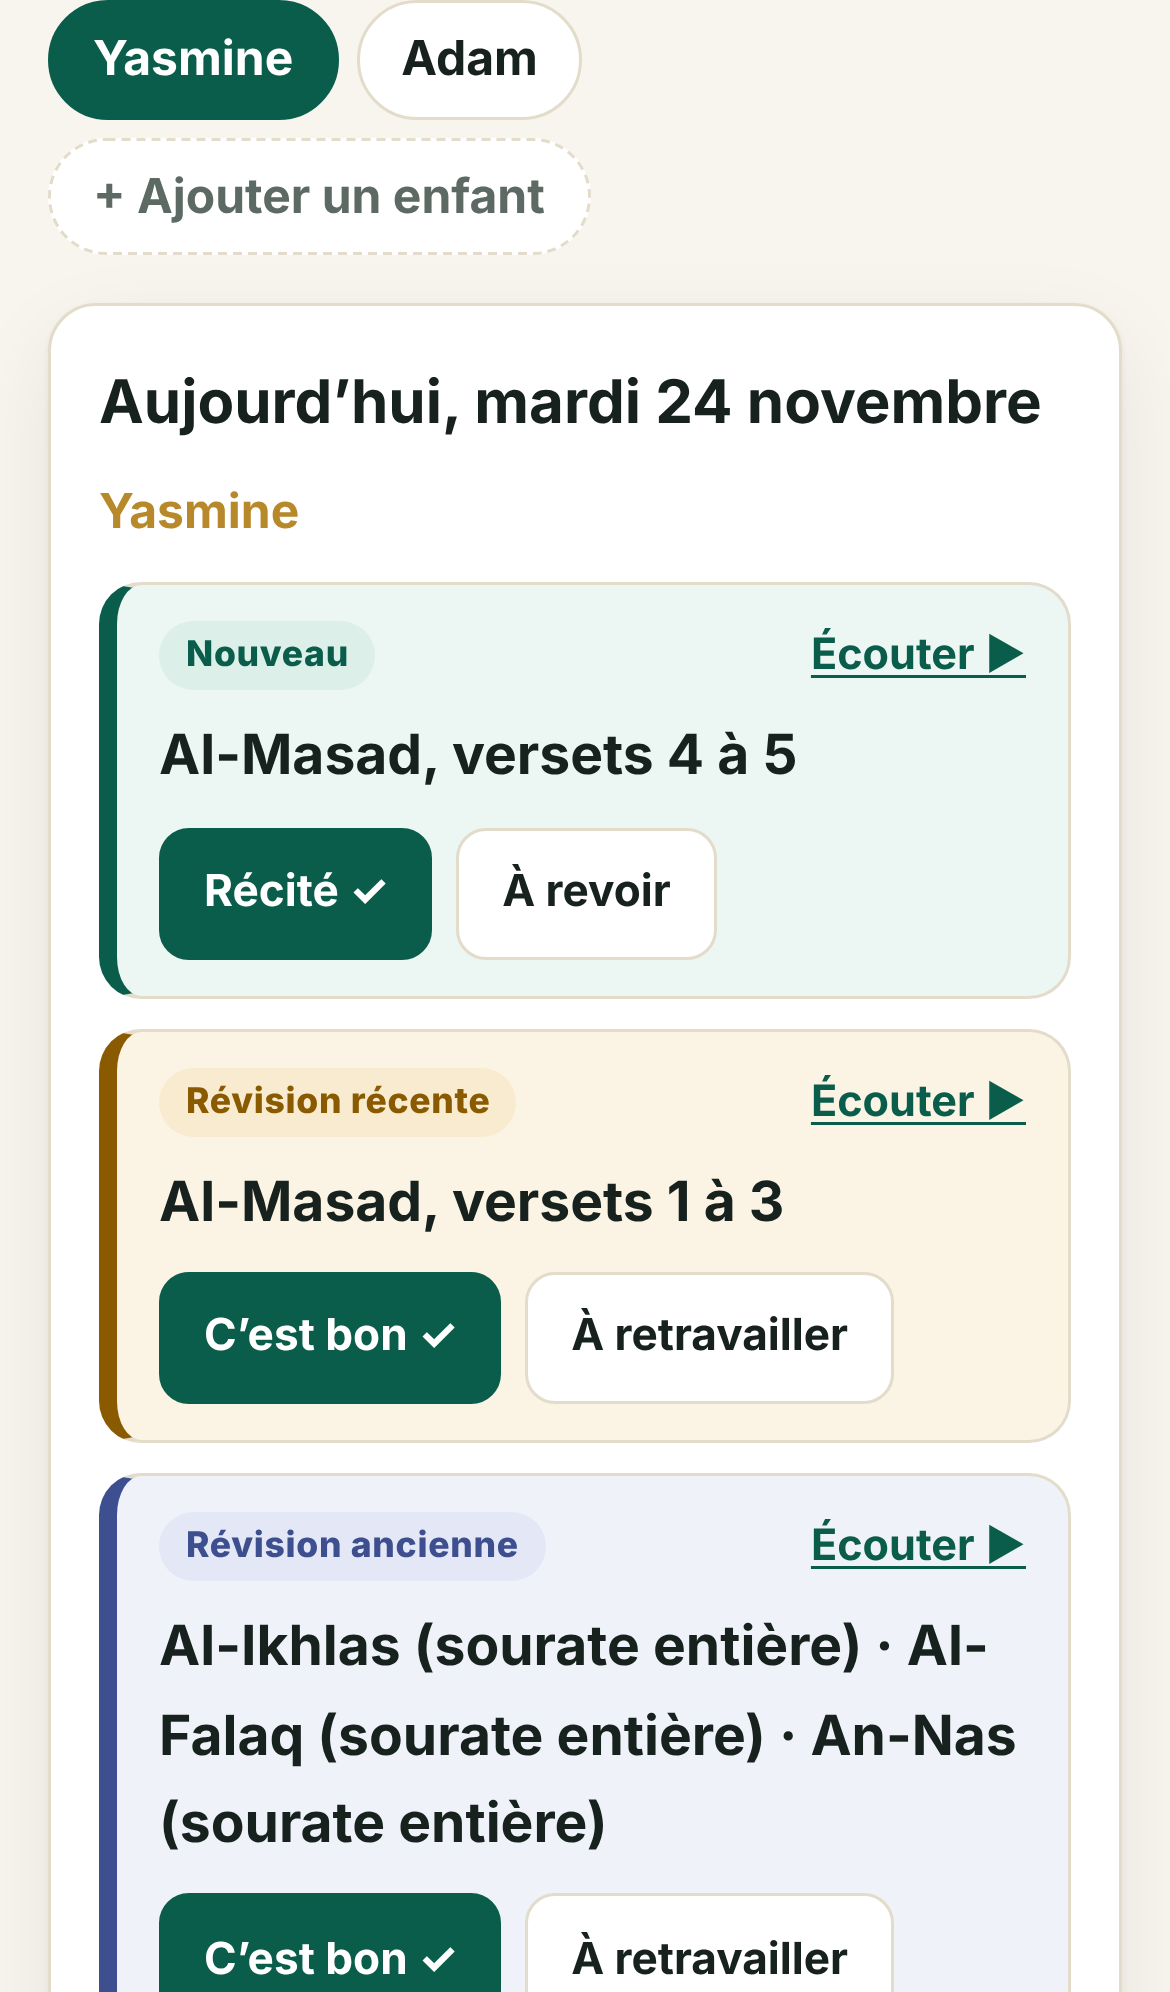 Yasmine Adam
+ Ajouter un enfant
Aujourd’hui, mardi 24 novembre
Yasmine
Nouveau Écouter ▶
Al-Masad, versets 4 à 5
Récité ✓ À revoir
Révision récente Écouter ▶
Al-Masad, versets 1 à 3
C’est bon ✓ À retravailler
Révision ancienne Écouter ▶
Al-Ikhlas (sourate entière) · Al-
Falaq (sourate entière) · An-Nas
(sourate entière)
C’est bon ✓ À retravailler